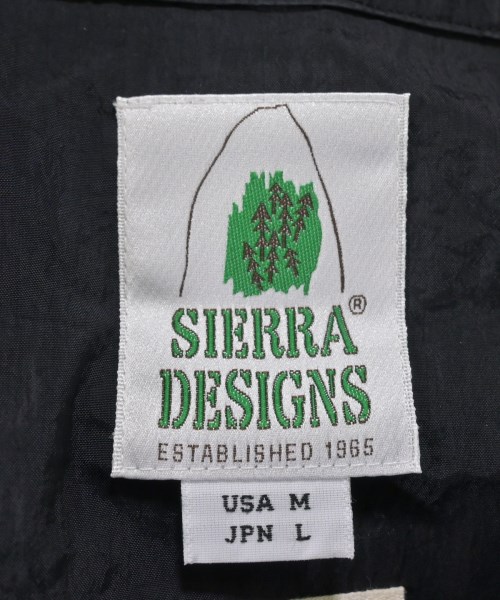 SIERRA®
DESIGNS
ESTABLISHED 1965
USA M
JPN L